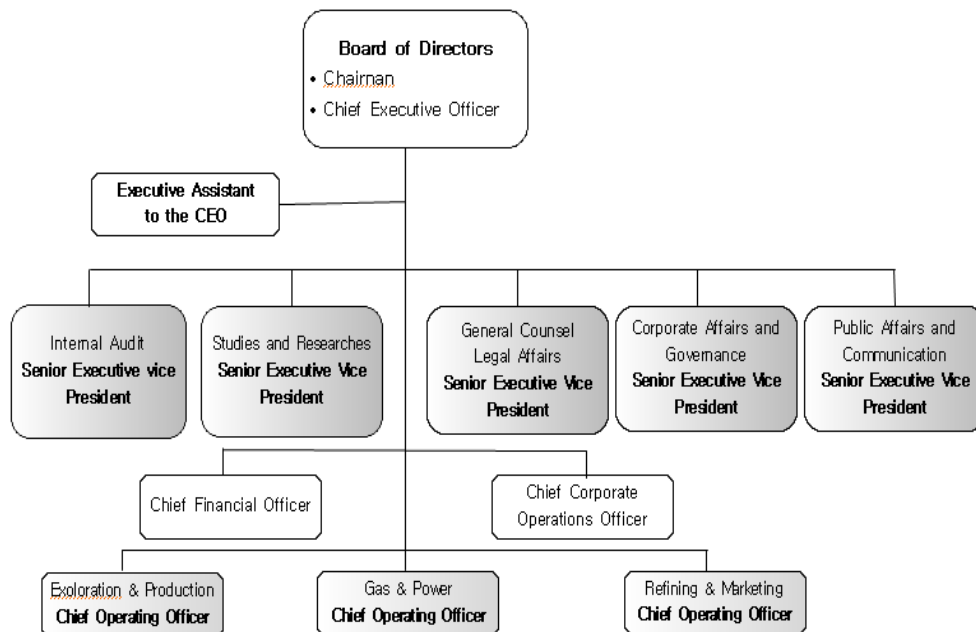 Board of Directors
• Chairnan
• Chief Executive Officer
Executive Assistant
to the CEO
Internal Audit
Senior Executive vice
President
Studies and Researches
Senior Executive Vice
President
General Counsel
Legal Affairs
Senior Executive Vice
President
Corporate Affairs and
Governance
Senior Executive Vice
President
Public Affairs and
Communication
Senior Executive Vice
President
Chief Financial Officer
Chief Corporate
Operations Officer
Exoloration & Production
Chief Operating Officer
Gas & Power
Chief Operating Officer
Refining & Marketing
Chief Operating Officer